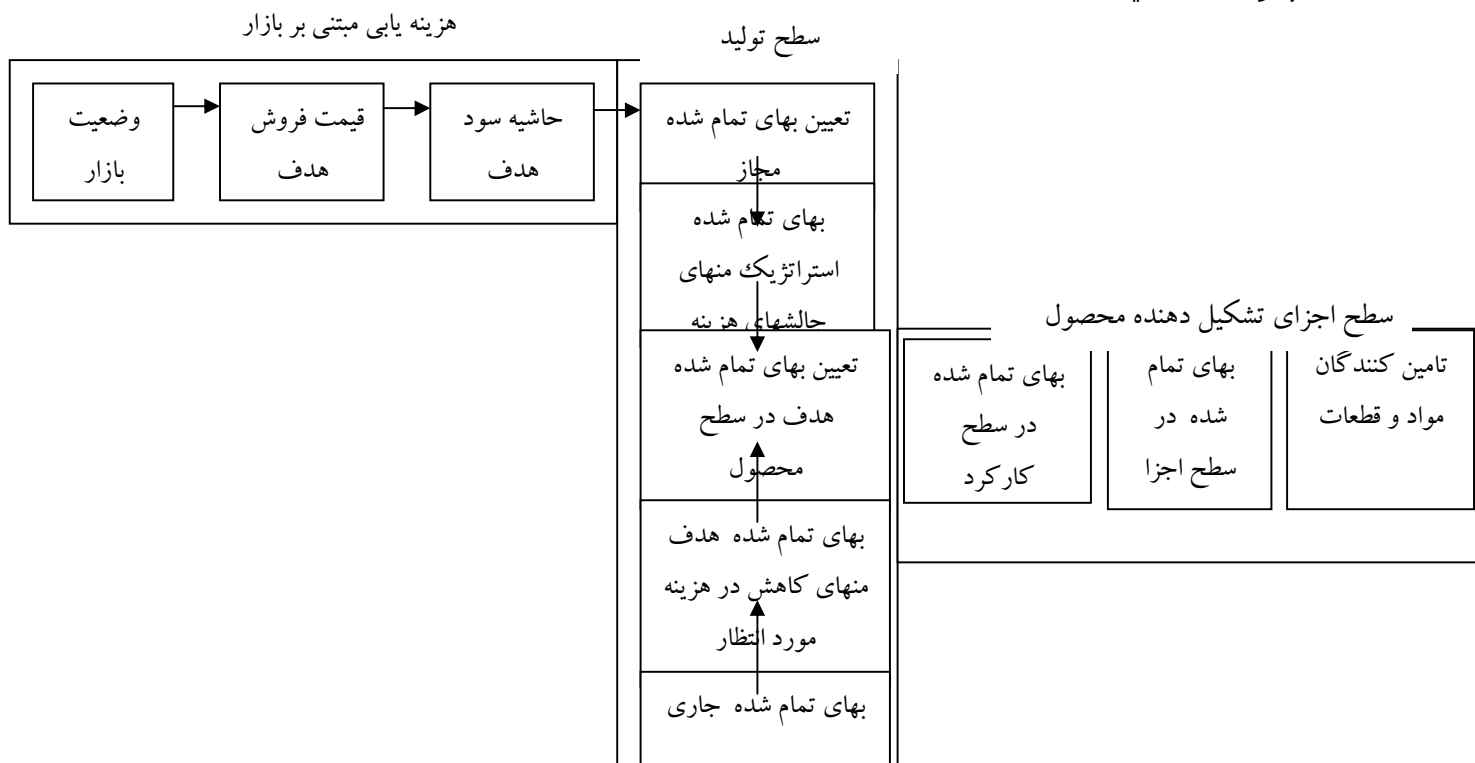 هزینه یابی مبتنی بر بازار
سطح تولید
وضعیت
بازار
قیمت فروش
هدف
حاشیه سود
هدف
تعیین بهای تمام شده
مجاز
بهای تمام شده
استراتژیک منهای
چالشهای هزینه
تعیین بهای تمام شده
هدف در سطح
محصول
بهای تمام شده هدف
منهای کاهش در هزینه
مورد انتظار
بهای تمام شده جاری
سطح اجزای تشکیل دهنده محصول
بهای تمام شده
در سطح
کارکرد
بهای تمام
شده در
سطح اجزا
تامین کنندگان
مواد و قطعات